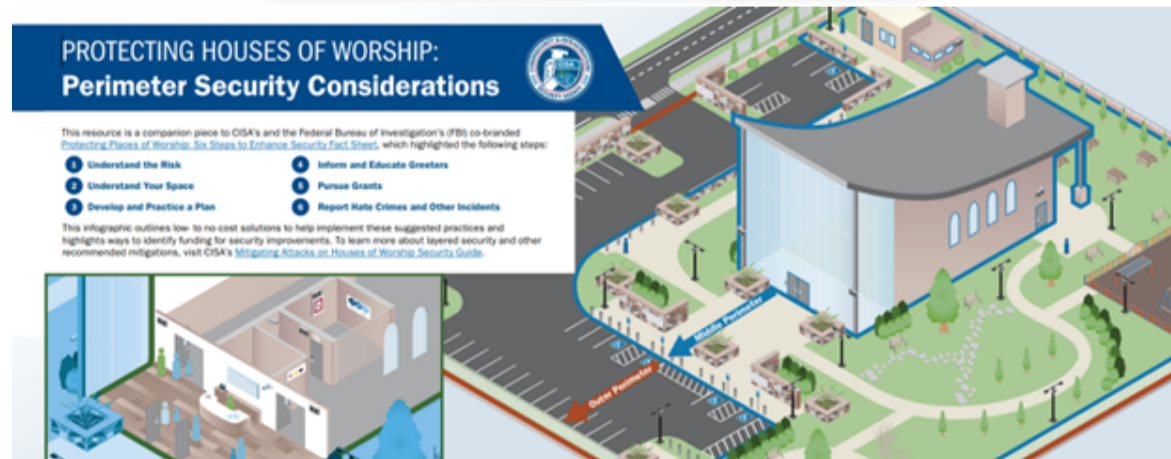 PROTECTING HOUSES OF WORSHIP:
Perimeter Security Considerations
CISA
This resource is a companion piece to CISA's and the Federal Bureau of Investigation's (FBI) co-branded
Protecting Places of Worship: Six Steps to Enhance Security Fact Sheet, which highlighted the following steps:
1 Understand the Risk
2 Understand Your Space
3 Develop and Practice a Plan
4 Inform and Educate Greeters
5 Pursue Grants
6 Report Hate Crimes and Other Incidents
This infographic outlines low- to no-cost solutions to help implement these suggested practices and
highlights ways to identify funding for security improvements. To learn more about layered security and other
recommended mitigations, visit CISA's Mitigating Attacks on Houses of Worship Security Guide.
Middle Perimeter
Outer Perimeter